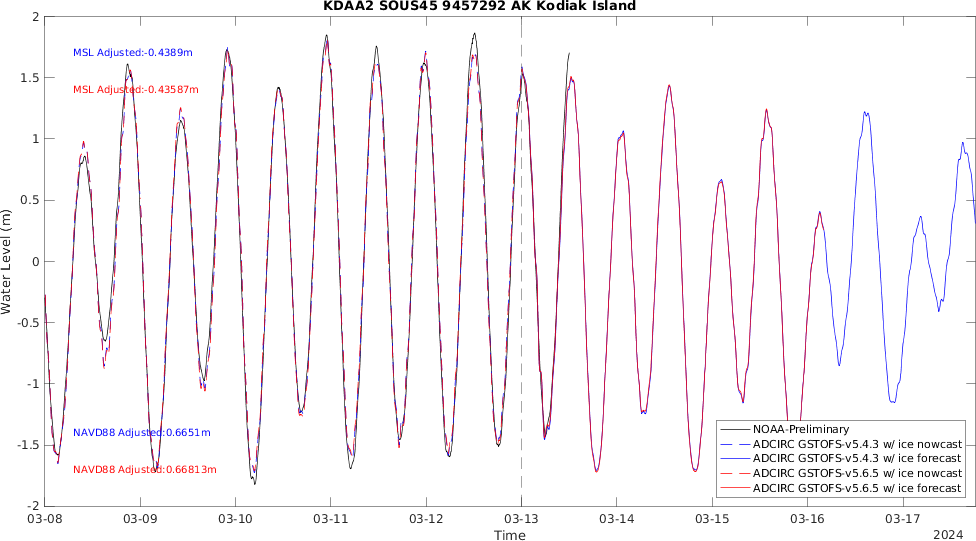 KDAA2 SOUS45 9457292 AK Kodiak Island
2
1.5
1
0.5
0
-0.5
-1
-1.5
-2
Water Level (m)
MSL Adjusted:-0.4389m
MSL Adjusted:-0.43587m
NAVD88 Adjusted:0.6651m
NAVD88 Adjusted:0.66813m
NOAA-Preliminary
ADCIRC GSTOFS-v5.4.3 w/ ice nowcast
ADCIRC GSTOFS-v5.4.3 w/ ice forecast
ADCIRC GSTOFS-v5.6.5 w/ ice nowcast
ADCIRC GSTOFS-v5.6.5 w/ ice forecast
03-08 03-09 03-10 03-11 03-12 03-13 03-14 03-15 03-16 03-17
Time
2024